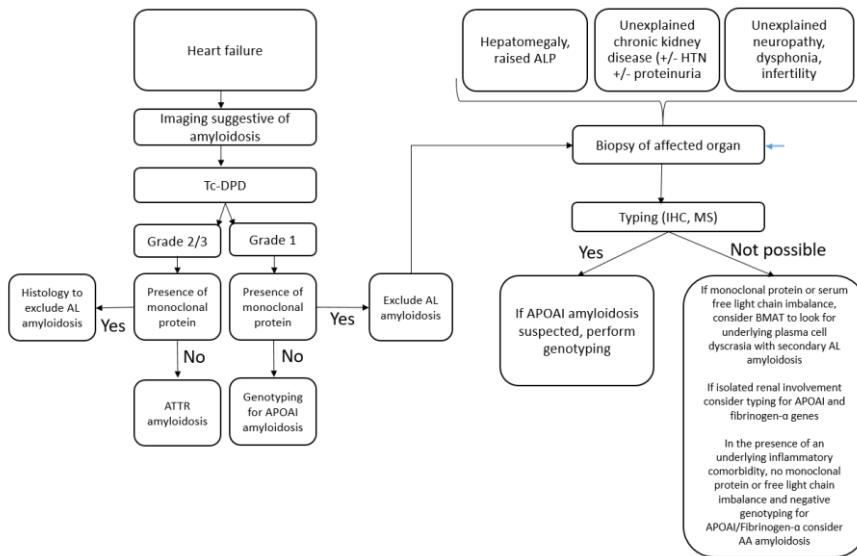 Heart failure
Imaging suggestive of
amyloidosis
Tc-DPD
Grade 2/3
Grade 1
Histology to
exclude AL
amyloidosis
Yes
Presence of
monoclonal
protein
Presence of
monoclonal
protein
Yes
Exclude AL
amyloidosis
No
No
ATTR
amyloidosis
Genotyping
for APOAI
amyloidosis
Hepatomegaly,
raised ALP
Unexplained
chronic kidney
disease (+/- HTN
+/- proteinuria
Unexplained
neuropathy,
dysphonia,
infertility
Biopsy of affected organ
Typing (IHC, MS)
Yes
Not possible
If APOAI amyloidosis
suspected, perform
genotyping
If monoclonal protein or serum
free light chain imbalance,
consider BMAT to look for
underlying plasma cell
dyscrasia with secondary AL
amyloidosis
If isolated renal involvement
consider typing for APOAI and
fibrinogen-α genes
In the presence of an
underlying inflammatory
comorbidity, no monoclonal
protein or free light chain
imbalance and negative
genotyping for
APOAI/Fibrinogen-α consider
AA amyloidosis